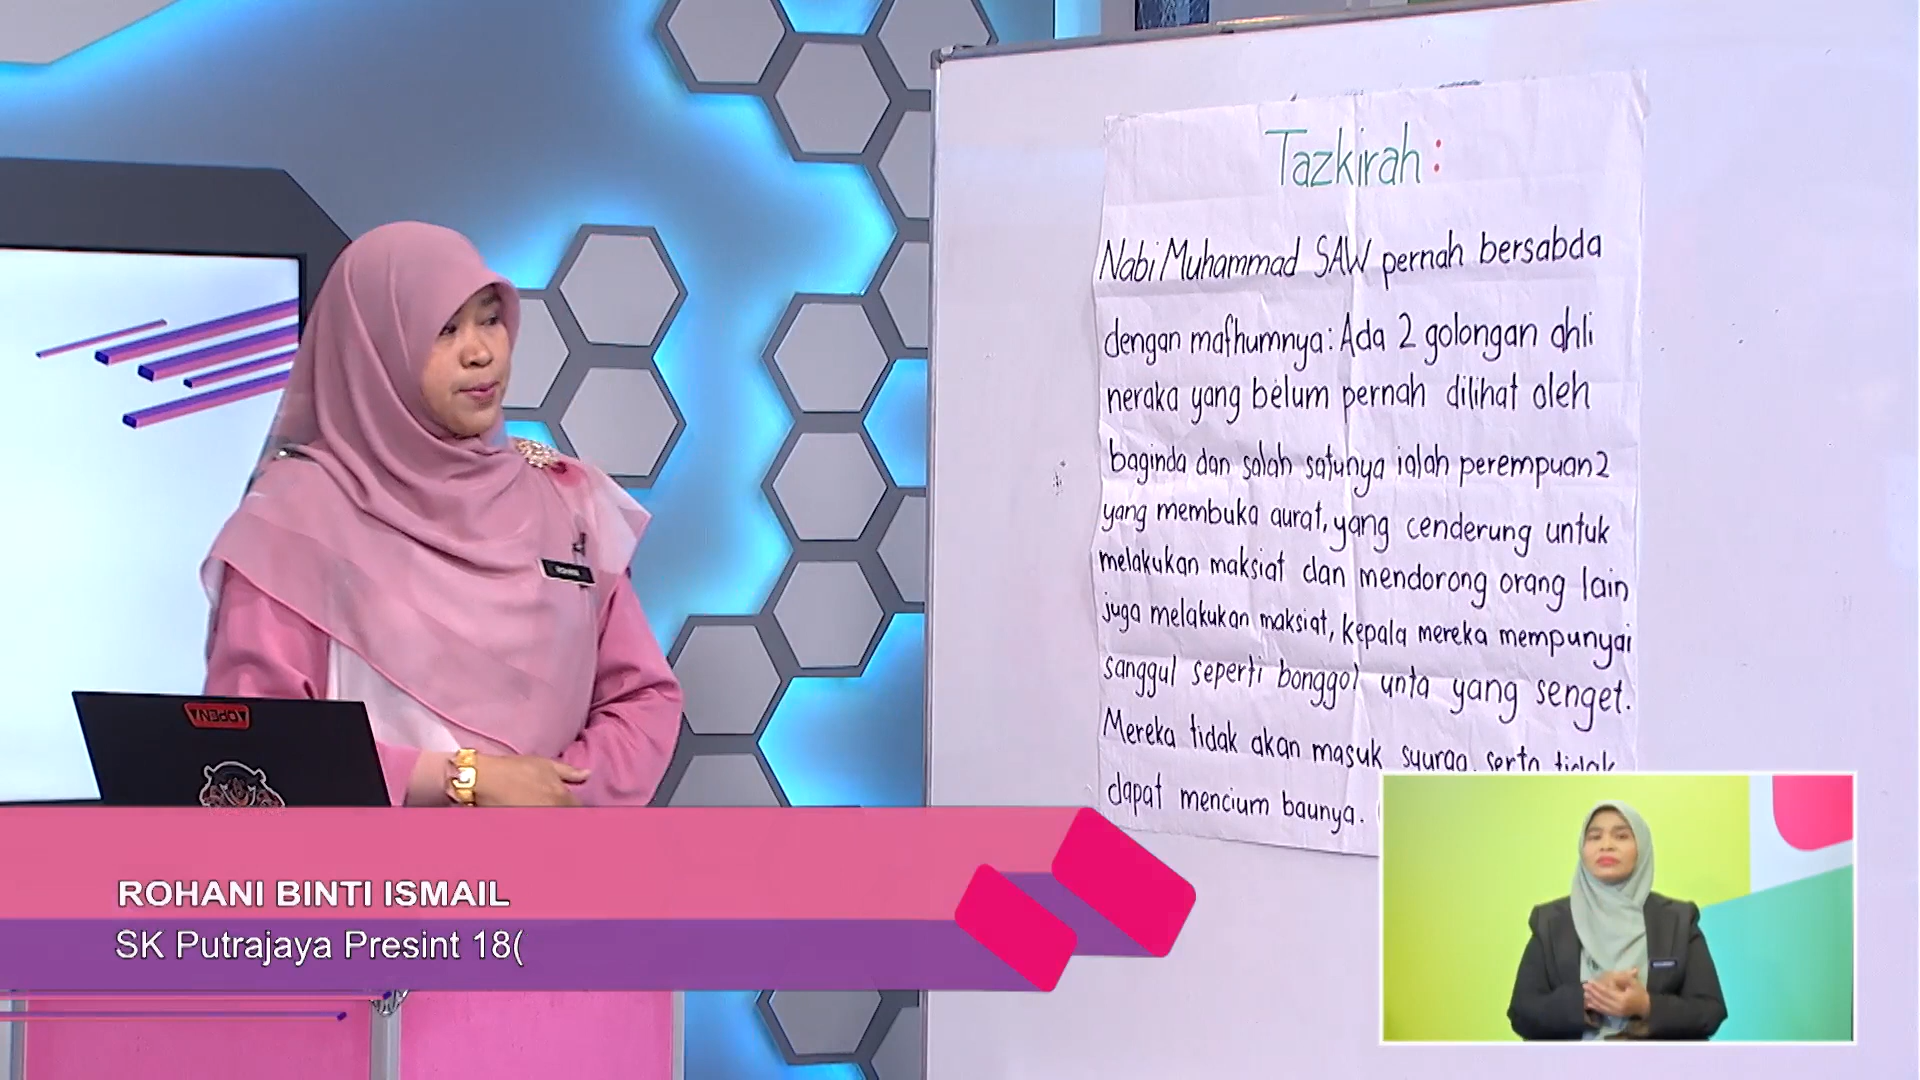 Tazkirah:
Nabi Muhammad SAW pernah bersabda
dengan mafhumnya: Ada 2 golongan ahli
neraka yang belum pernah dilihat oleh
baginda dan salah satunya ialah perempuan2
yang membuka aurat, yang cenderung untuk
melakukan maksiat dan mendorong orang lain
juga melakukan maksiat, kepala mereka mempunyai
sanggul seperti bonggol unta yang senget.
Mereka tidak akan masuk syurga, serta tidak
dapat mencium baunya.
ROHANI
OPEN
ROHANI BINTI ISMAIL
SK Putrajaya Presint 18(